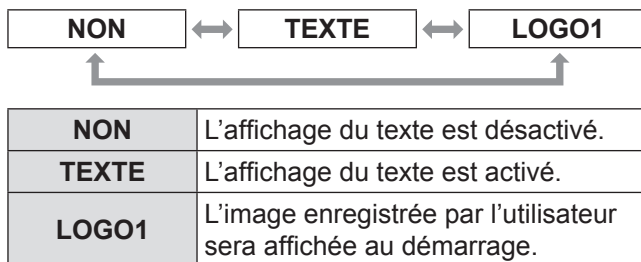 NON TEXTE LOGO1
NON L'affichage du texte est désactivé.
TEXTE L'affichage du texte est activé.
LOGO1 L'image enregistrée par l'utilisateur
sera affichée au démarrage.